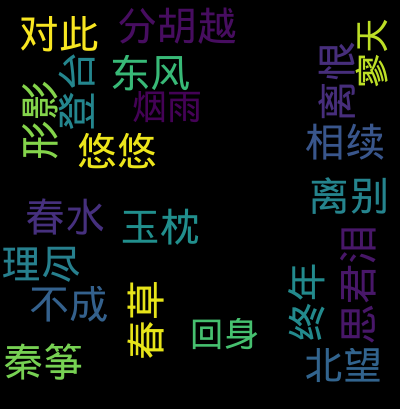 对此
分胡越
寥天
离恨
登台
东风
形影
烟雨
悠悠
相续
离别
春水
玉枕
理尽
思君泪
终年
不成
春草
秦筝
回身
北望